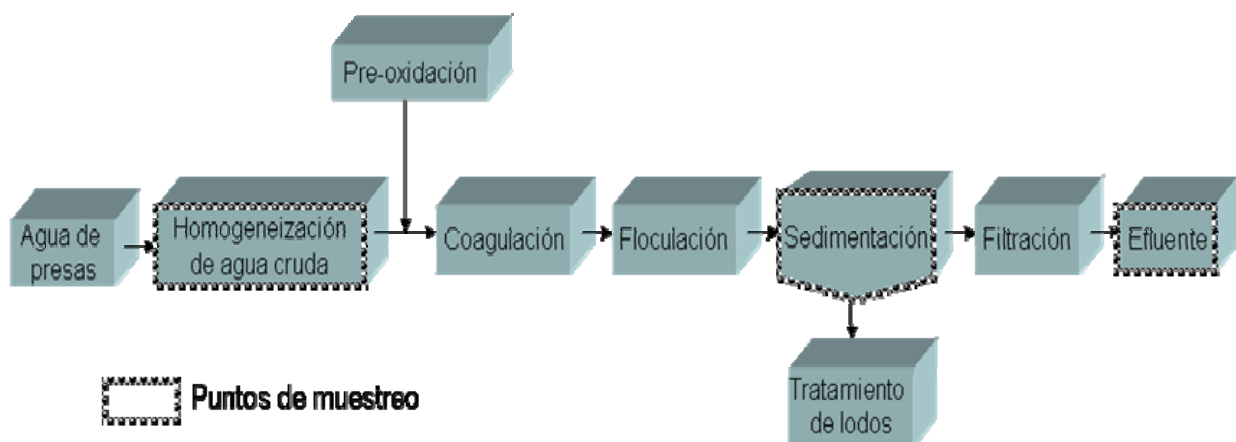 Pre-oxidación
Agua de
presas
Homogeneización
de agua cruda
Coagulación
Floculación
Sedimentación
Filtración
Efluente
Tratamiento
de lodos
Puntos de muestreo